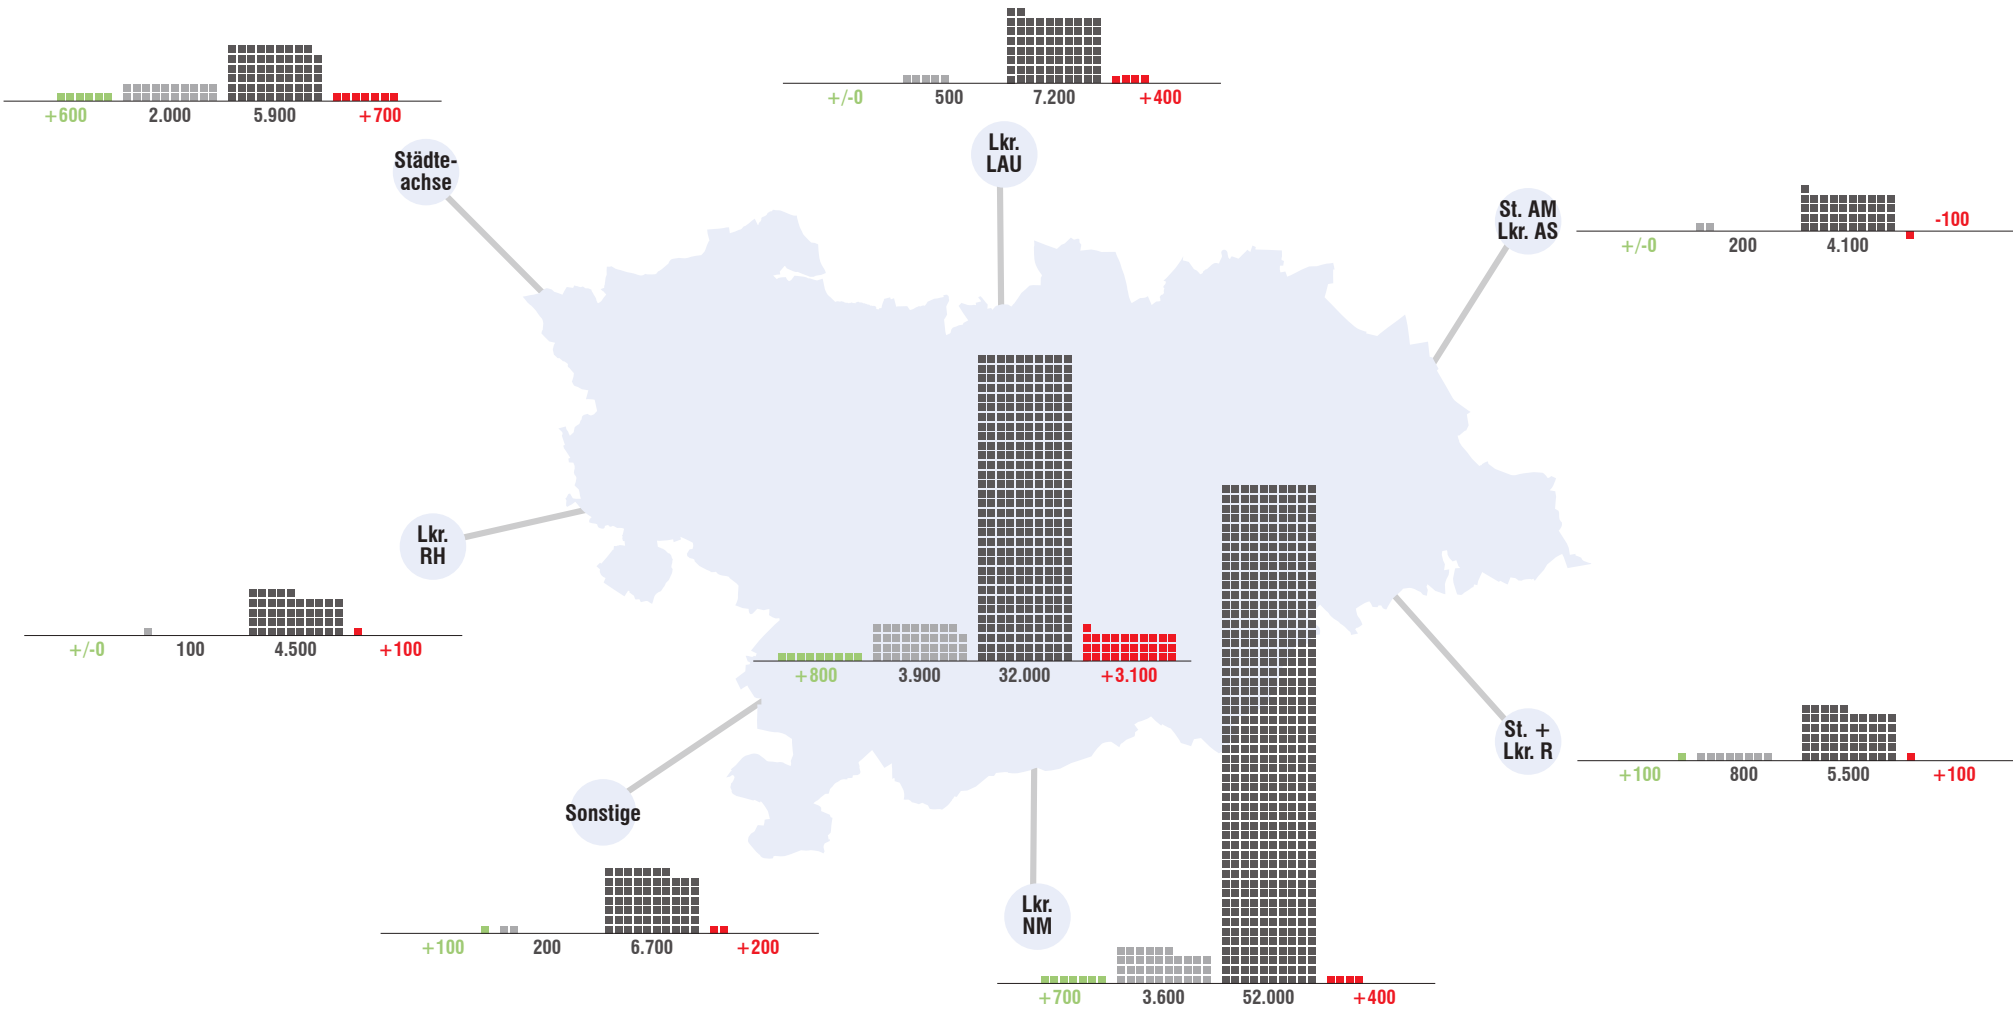 +600 2.000 5.900 +700
Städte-
achse
+/-0 500 7.200 +400
Lkr.
LAU
St. AM
Lkr. AS
-100
+/-0 200 4.100
Lkr.
RH
+/-0 100 4.500 +100
+800 3.900 32.000 +3.100
St. +
Lkr. R
+100 800 5.500 +100
Sonstige
+100 200 6.700 +200
Lkr.
NM
+700 3.600 52.000 +400